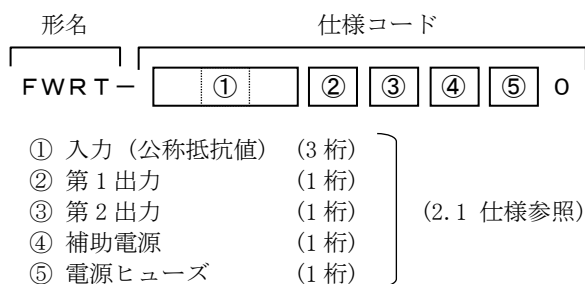 形名 仕様コード
FWRT－ ① ② ③ ④ ⑤ 0
① 入力（公称抵抗値） (3 桁)
② 第 1 出力 (1 桁)
③ 第 2 出力 (1 桁) (2.1 仕様参照)
④ 補助電源 (1 桁)
⑤ 電源ヒューズ (1 桁)